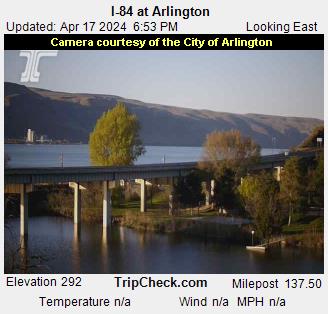 I-84 at Arlington
Updated: Apr 17 2024 6:53 PM Looking East
Camera courtesy of the City of Arlington
Elevation 292 TripCheck.com Milepost 137.50
Temperature n/a Wind n/a MPH n/a